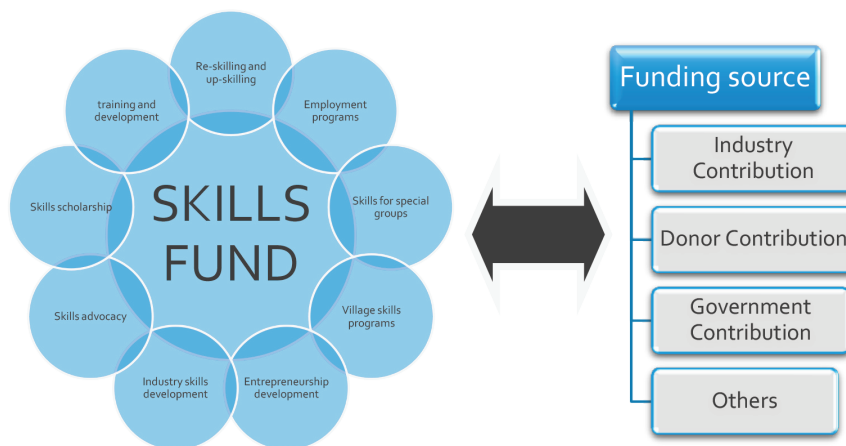 SKILLS
FUND
Re-skilling and
up-skilling
Employment
programs
Skills for special
groups
Village skills
programs
Entrepreneurship
development
Industry skills
development
Skills advocacy
Skills scholarship
training and
development
Funding source
Industry
Contribution
Donor Contribution
Government
Contribution
Others